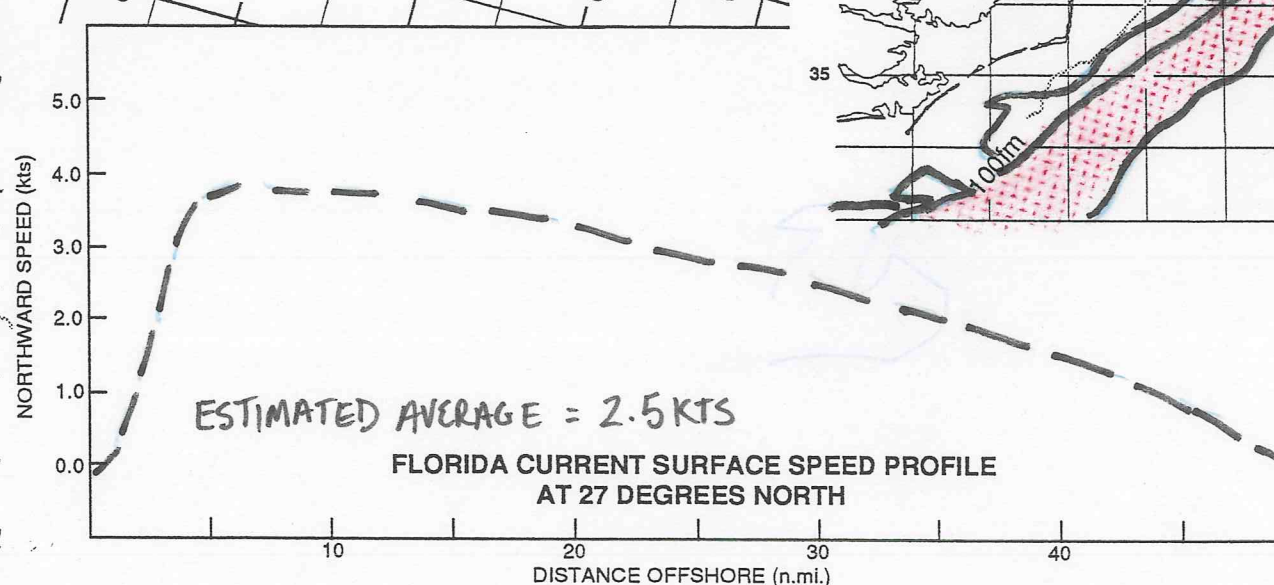 35
100fm
NORTHWARD SPEED (kts)
5.0
4.0
3.0
2.0
1.0
0.0
ESTIMATED AVERAGE = 2.5 KTS
FLORIDA CURRENT SURFACE SPEED PROFILE
AT 27 DEGREES NORTH
10
20
30
40
DISTANCE OFFSHORE (n.mi.)